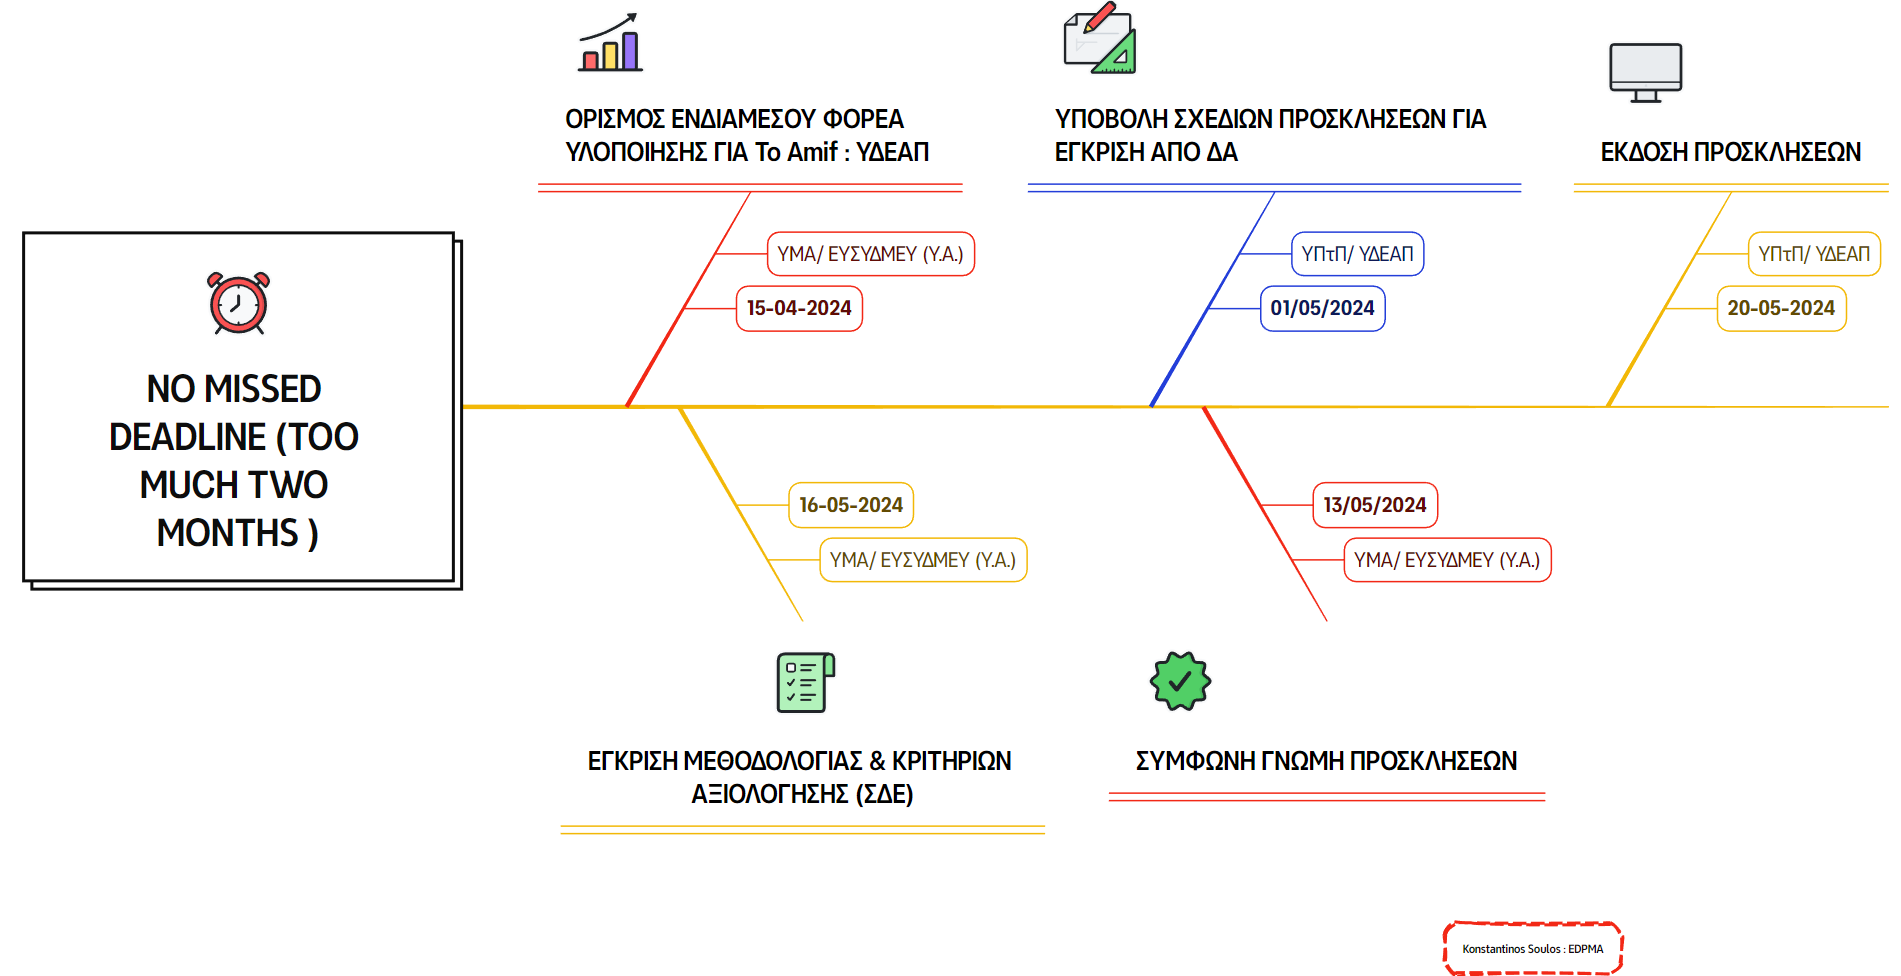 ΟΡΙΣΜΟΣ ΕΝΔΙΑΜΕΣΟΥ ΦΟΡΕΑ
ΥΛΟΠΟΙΗΣΗΣ ΓΙΑ Το Amif : ΥΔΕΑΠ
ΥΜΑ/ ΕΥΣΥΔΜΕΥ (Υ.Α.)
15-04-2024
ΥΠΟΒΟΛΗ ΣΧΕΔΙΩΝ ΠΡΟΣΚΛΗΣΕΩΝ ΓΙΑ
ΕΓΚΡΙΣΗ ΑΠΟ ΔΑ
ΥΠτΠ/ ΥΔΕΑΠ
01/05/2024
ΕΚΔΟΣΗ ΠΡΟΣΚΛΗΣΕΩΝ
ΥΠτΠ/ ΥΔΕΑΠ
20-05-2024
NO MISSED
DEADLINE (TOO
MUCH TWO
MONTHS )
16-05-2024
ΥΜΑ/ ΕΥΣΥΔΜΕΥ (Υ.Α.)
ΕΓΚΡΙΣΗ ΜΕΘΟΔΟΛΟΓΙΑΣ & ΚΡΙΤΗΡΙΩΝ
ΑΞΙΟΛΟΓΗΣΗΣ (ΣΔΕ)
13/05/2024
ΥΜΑ/ ΕΥΣΥΔΜΕΥ (Υ.Α.)
ΣΥΜΦΩΝΗ ΓΝΩΜΗ ΠΡΟΣΚΛΗΣΕΩΝ
Konstantinos Soulos : EDPMA